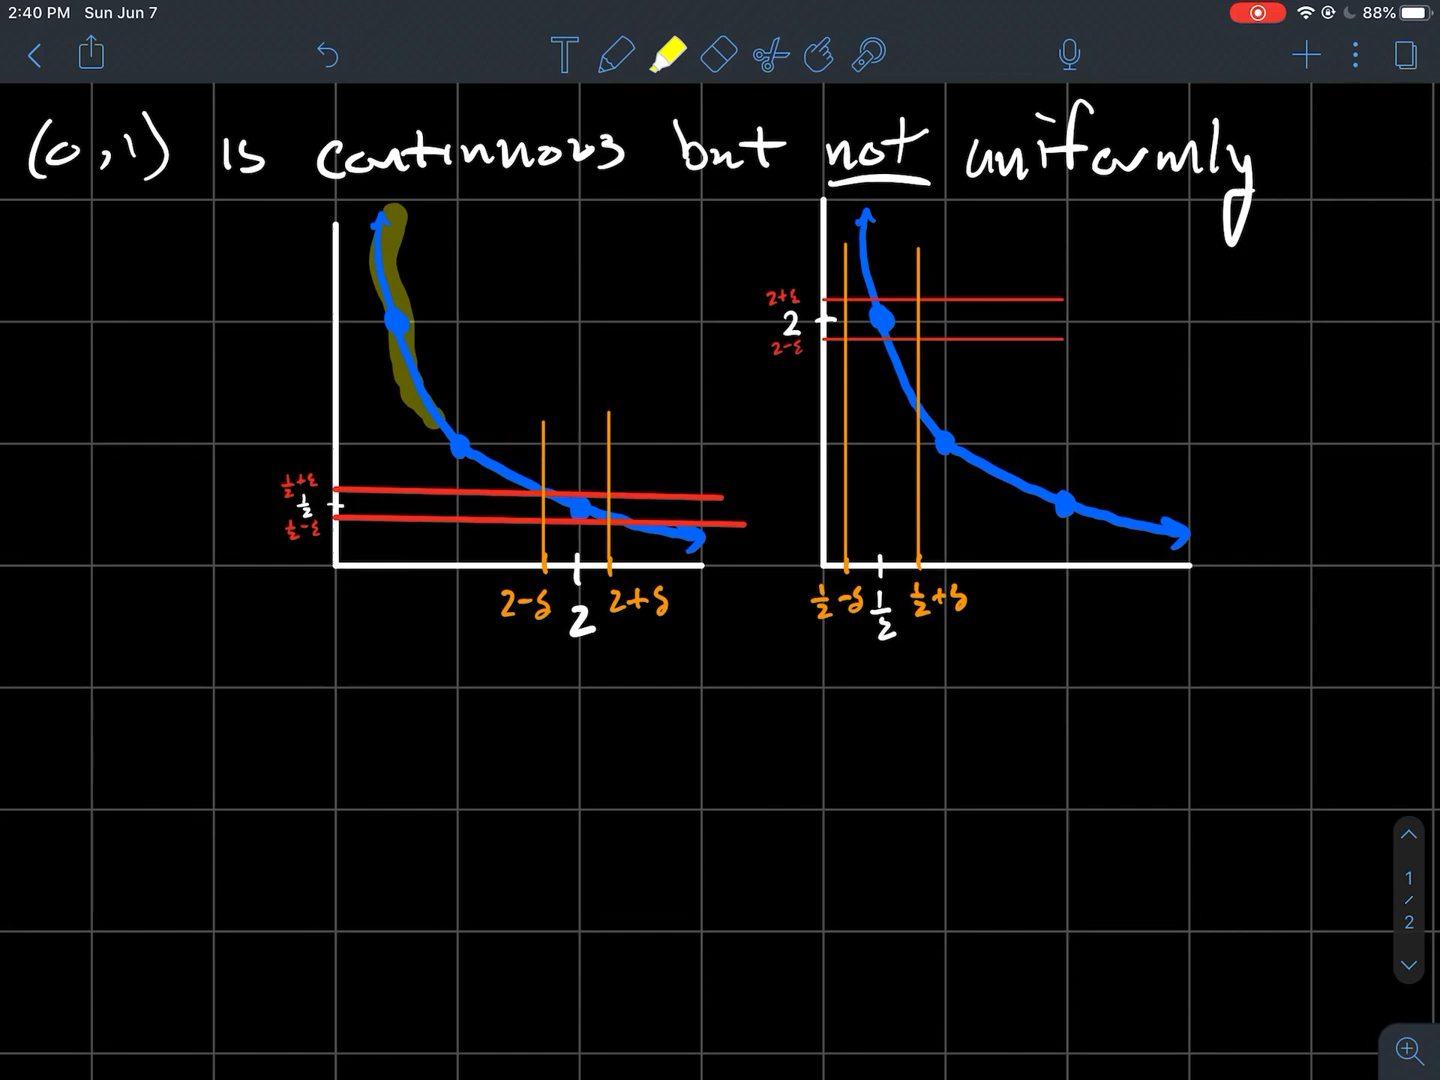 2:40 PM Sun Jun 7
88%
T
(0,1) is continuous but not uniformly
½+ε
½
½-ε
2-δ
2
2+δ
2+ε
2
2-ε
½-δ
½
½+δ
1
/
2